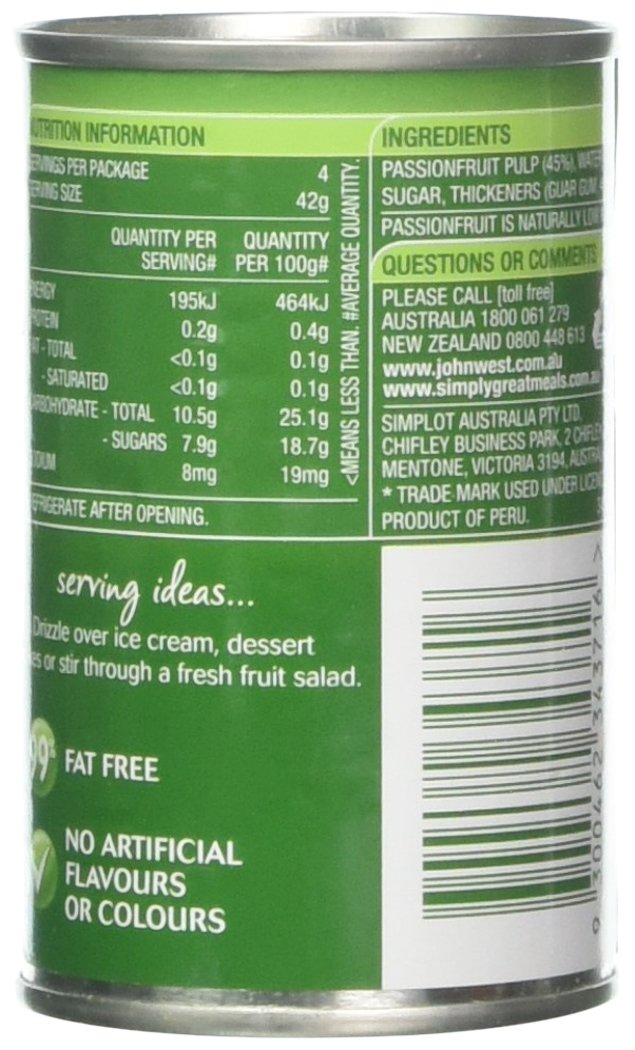 NUTRITION INFORMATION
SERVINGS PER PACKAGE 4
SERVING SIZE 42g
QUANTITY PER SERVING# QUANTITY PER 100g#
ENERGY 195kJ 464kJ
PROTEIN 0.2g 0.4g
FAT - TOTAL <0.1g 0.1g
- SATURATED <0.1g 0.1g
CARBOHYDRATE - TOTAL 10.5g 25.1g
- SUGARS 7.9g 18.7g
SODIUM 8mg 19mg
<MEANS LESS THAN. #AVERAGE QUANTITY.
REFRIGERATE AFTER OPENING.
INGREDIENTS
PASSIONFRUIT PULP (45%), WATER
SUGAR, THICKENERS (GUAR GUM,
PASSIONFRUIT IS NATURALLY LOW
QUESTIONS OR COMMENTS
PLEASE CALL [toll free]
AUSTRALIA 1800 061 279
NEW ZEALAND 0800 448 613
www.johnwest.com.au
www.simplygreatmeals.com.au
SIMPLOT AUSTRALIA PTY LTD,
CHIFLEY BUSINESS PARK, 2 CHIFLEY
MENTONE, VICTORIA 3194, AUSTRA
* TRADE MARK USED UNDER LICEN
PRODUCT OF PERU.
serving ideas...
Drizzle over ice cream, dessert
es or stir through a fresh fruit salad.
99% FAT FREE
NO ARTIFICIAL
FLAVOURS
OR COLOURS
9 300462 343716 >